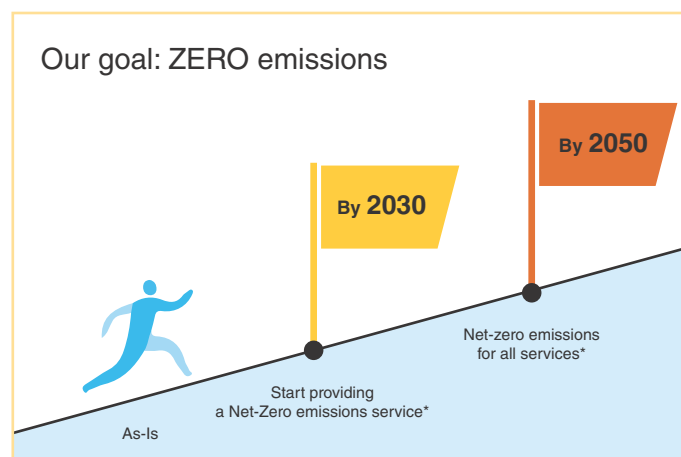 Our goal: ZERO emissions
By 2050
By 2030
Net-zero emissions
for all services*
Start providing
a Net-Zero emissions service*
As-Is